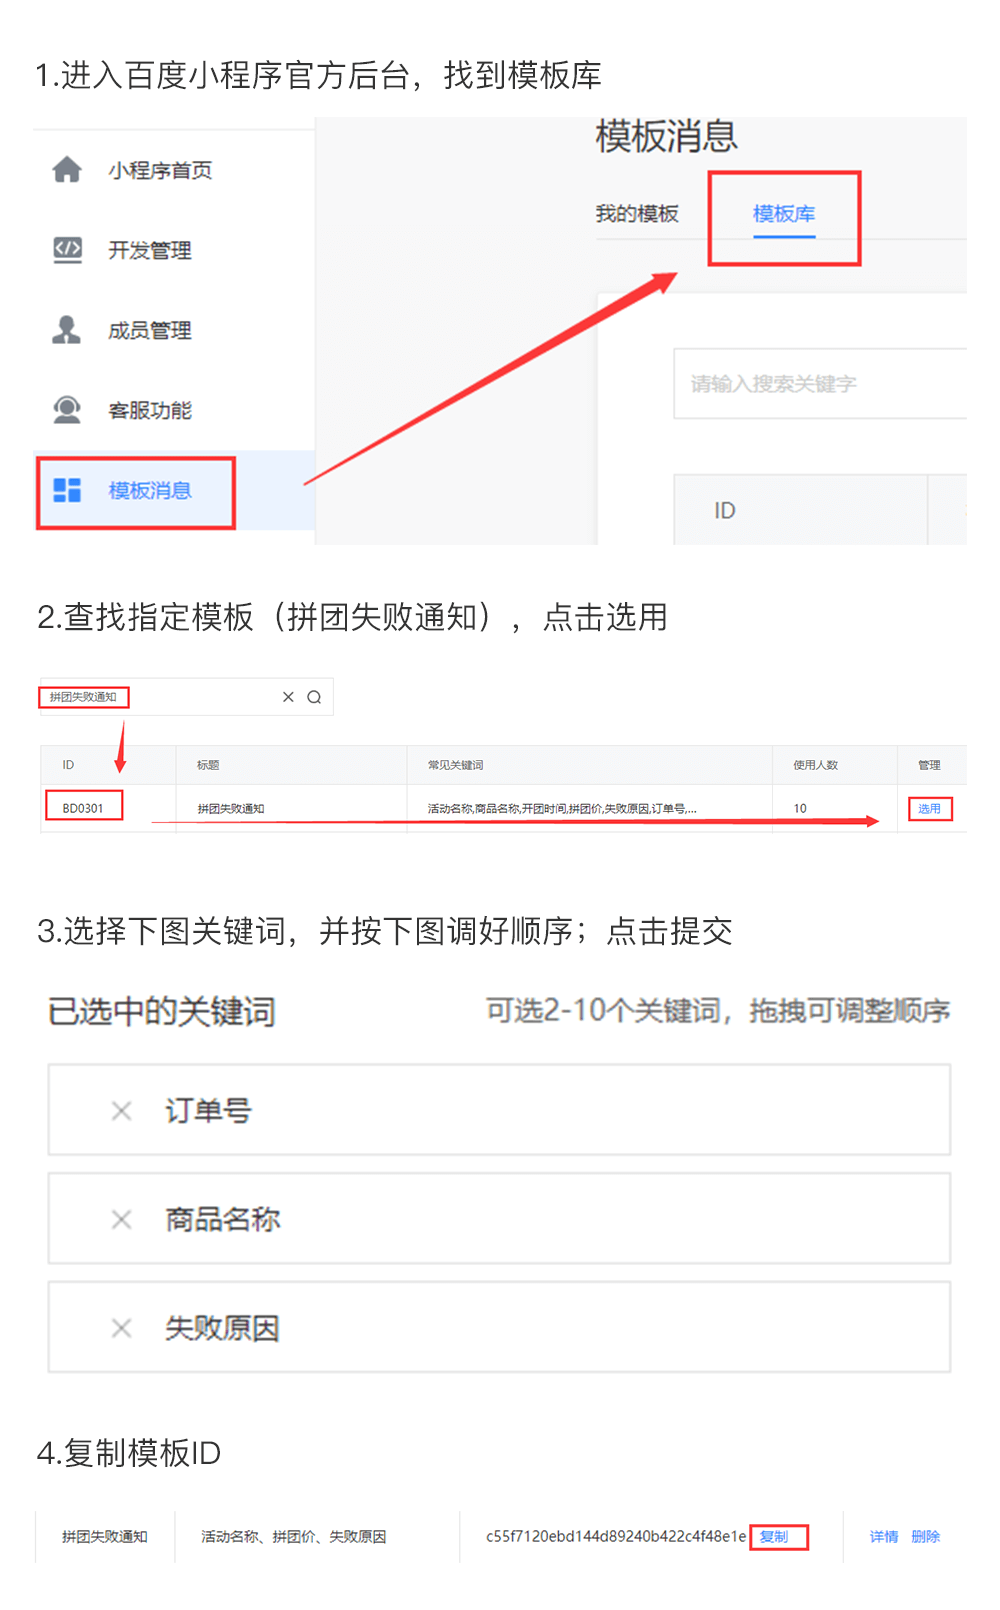 1.进入百度小程序官方后台，找到模板库
模板消息
小程序首页
我的模板 模板库
开发管理
成员管理
请输入搜索关键字
客服功能
模板消息
ID
2.查找指定模板（拼团失败通知），点击选用
拼团失败通知
ID 标题 常见关键词 使用人数 管理
BD0301 拼团失败通知 活动名称,商品名称,开团时间,拼团价,失败原因,订单号,... 10 选用
3.选择下图关键词，并按下图调好顺序；点击提交
已选中的关键词 可选2-10个关键词，拖拽可调整顺序
订单号
商品名称
失败原因
4.复制模板ID
拼团失败通知 活动名称、拼团价、失败原因 c55f7120ebd144d89240b422c4f48e1e 复制 详情 删除